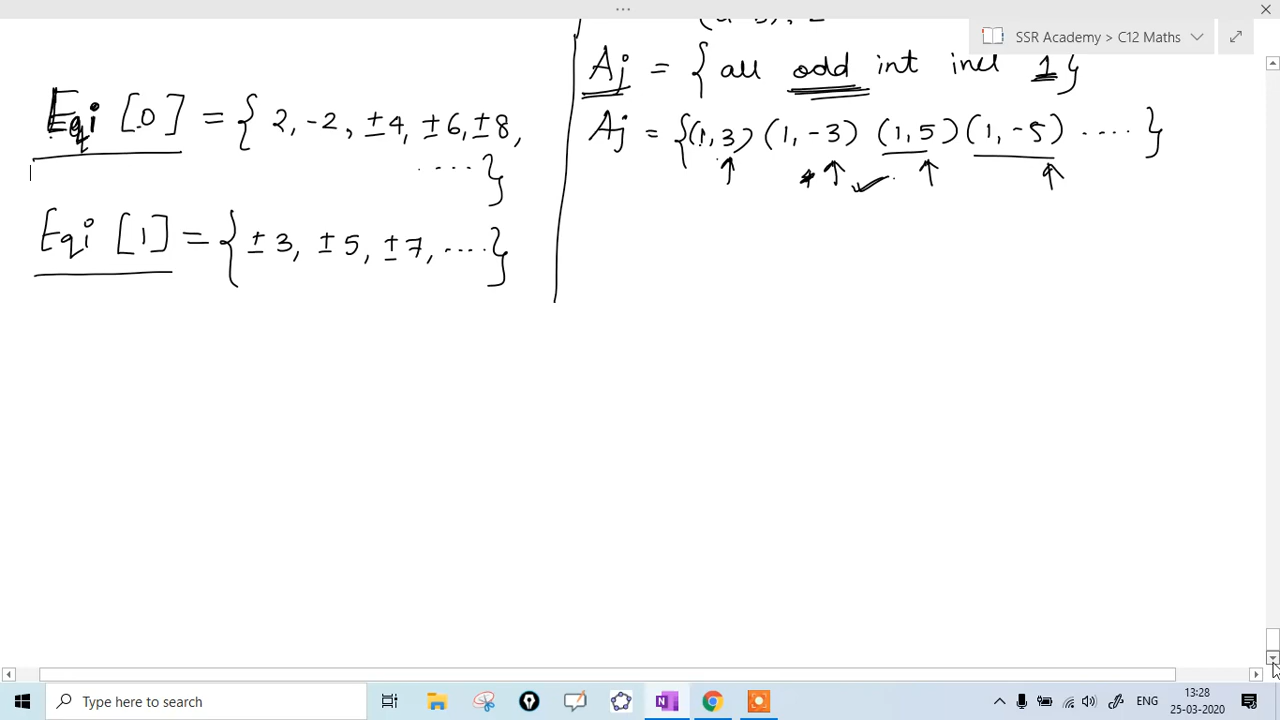 SSR Academy > C12 Maths
Eqi [0] = { 2, -2, ±4, ±6, ±8,
....}
Eqi [1] = { ±3, ±5, ±7, ....}
Aj = { all odd int incl 1}
Aj = {(1,3) (1, -3) (1,5) (1, -5) ....}
Type here to search
ENG
13:28
25-03-2020